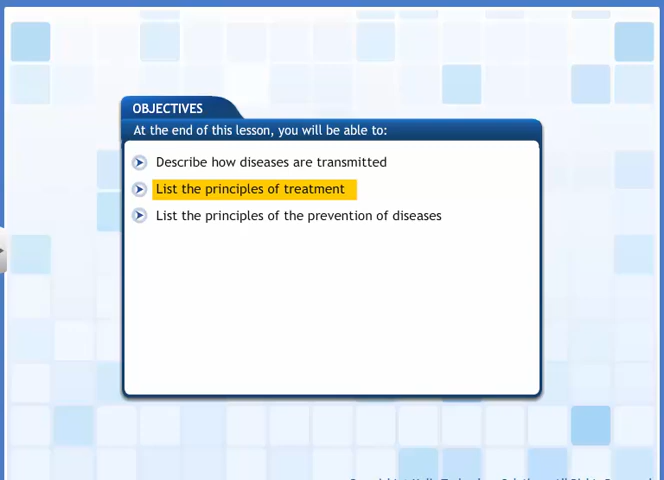 OBJECTIVES
At the end of this lesson, you will be able to:
Describe how diseases are transmitted
List the principles of treatment
List the principles of the prevention of diseases